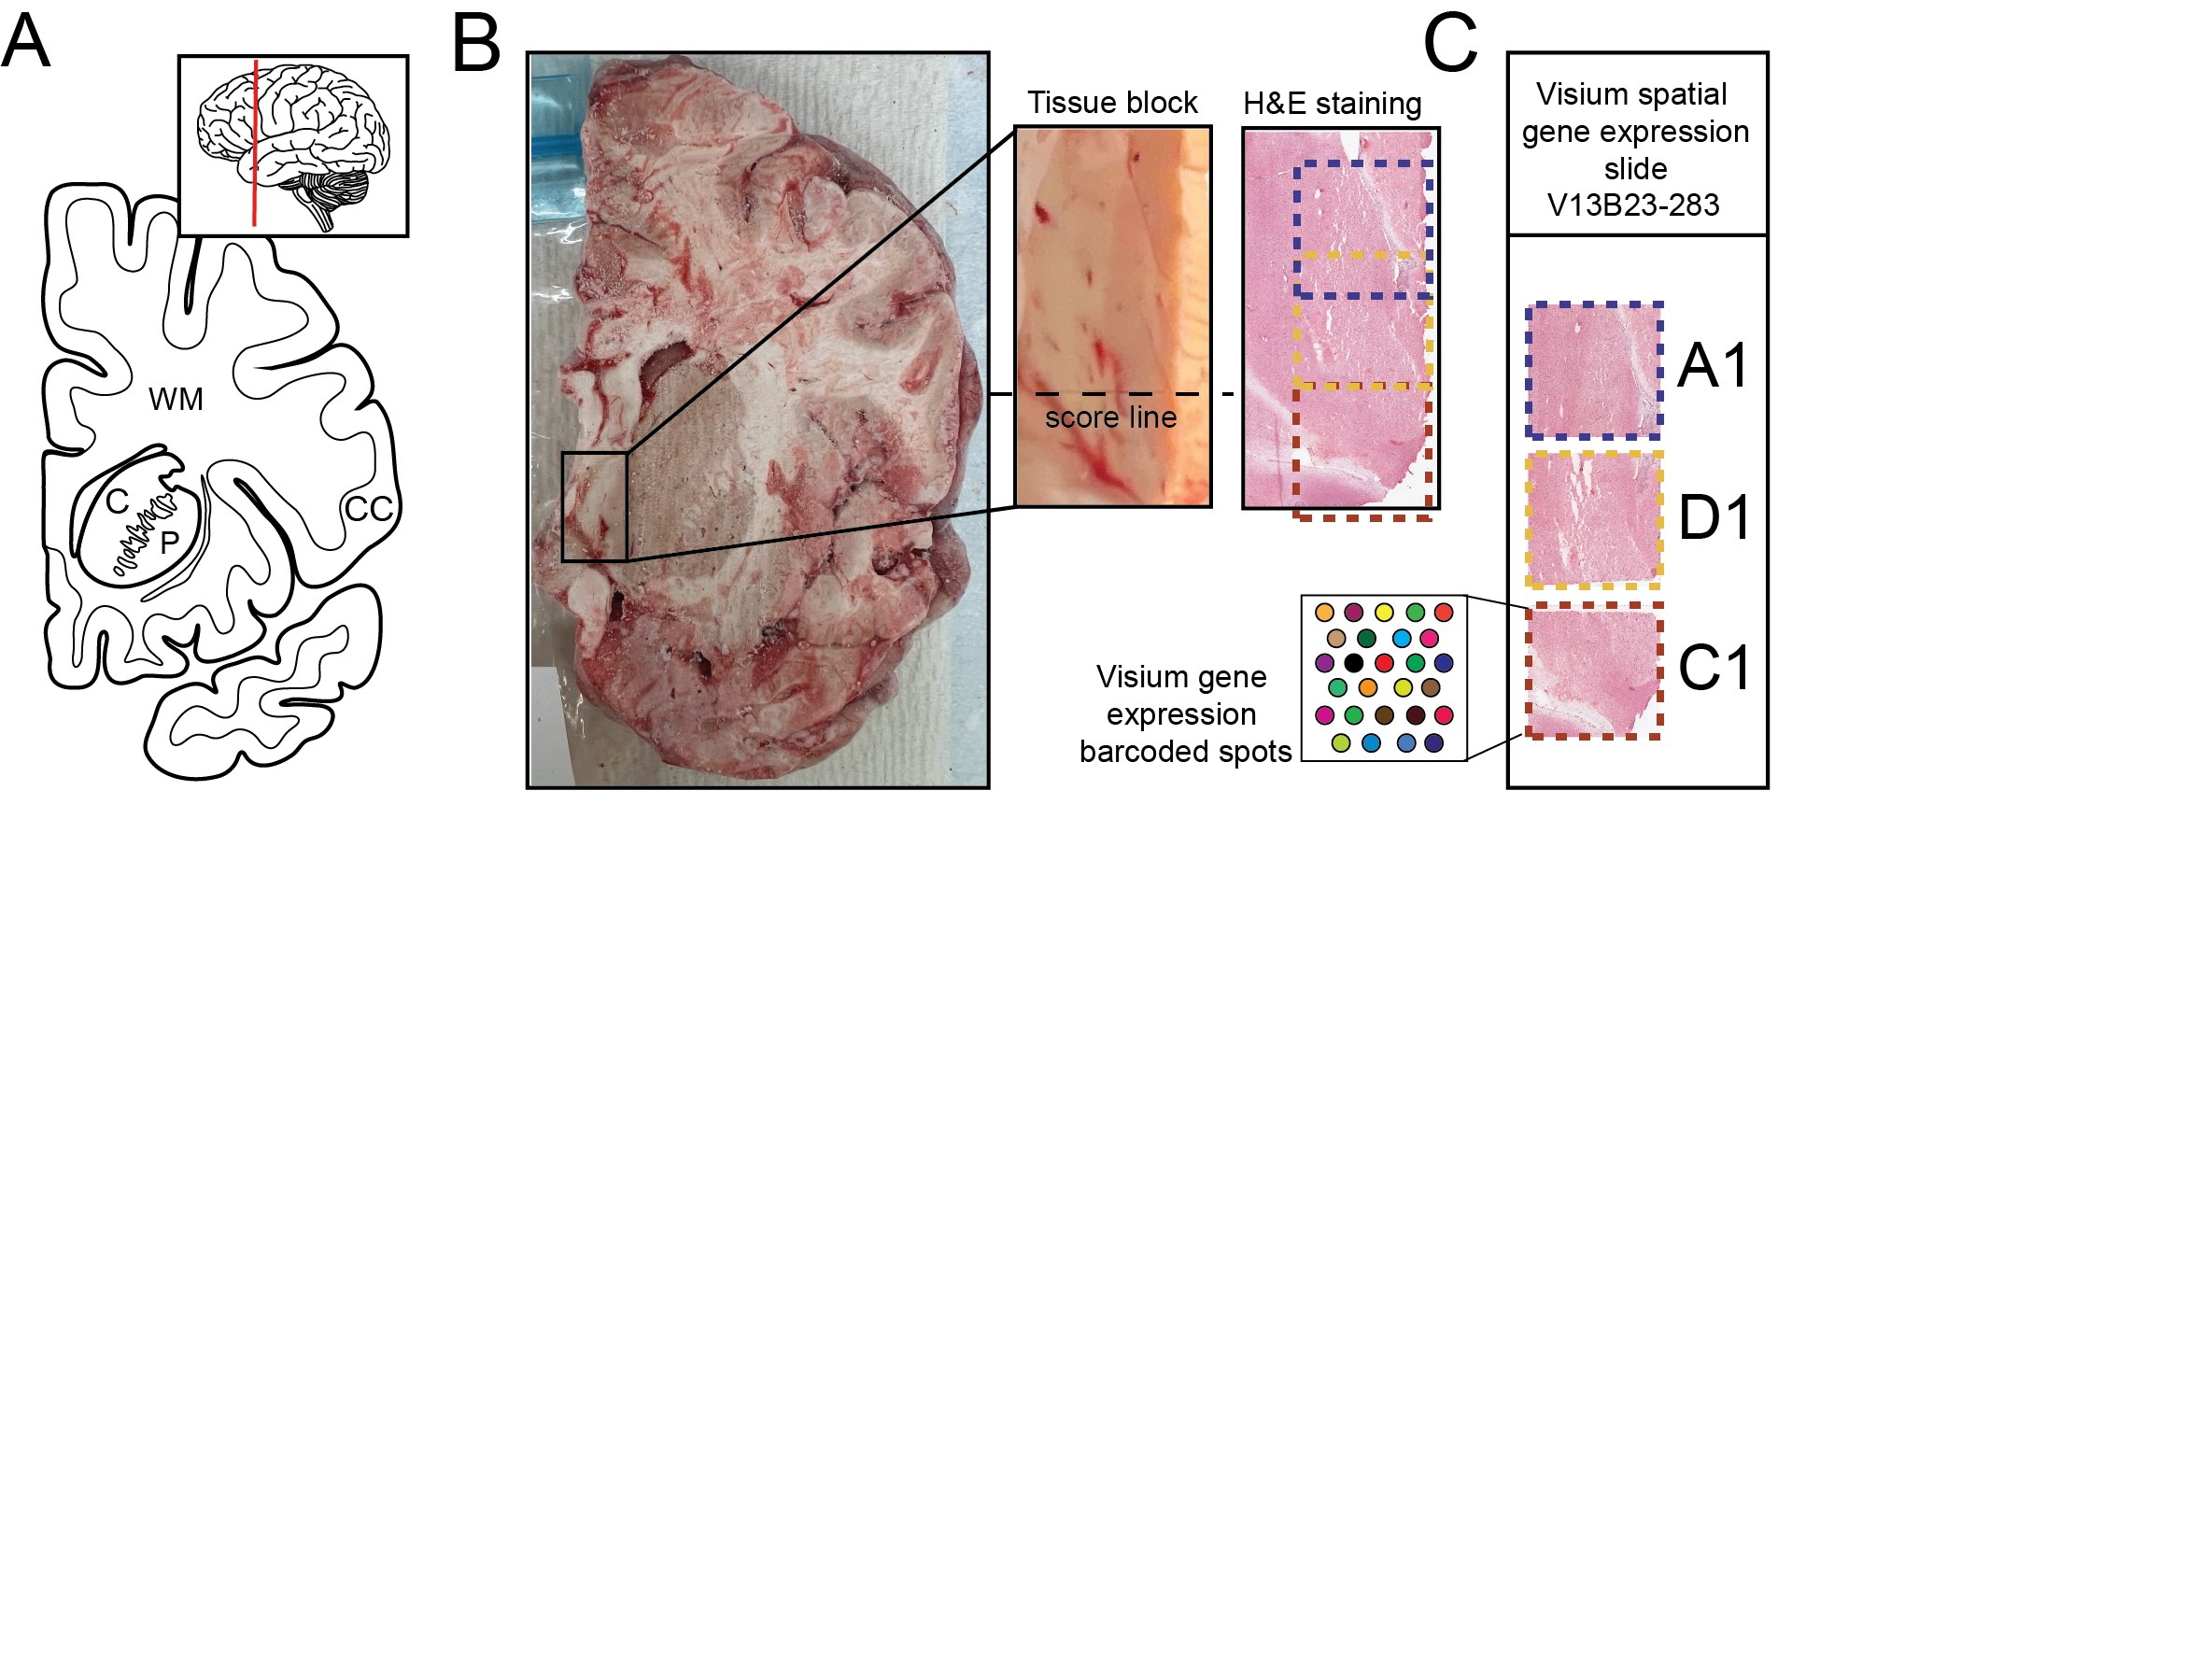 A
WM
C
P
CC
B
Tissue block
score line
H&E staining
Visium gene
expression
barcoded spots
C
Visium spatial
gene expression
slide
V13B23-283
A1
D1
C1